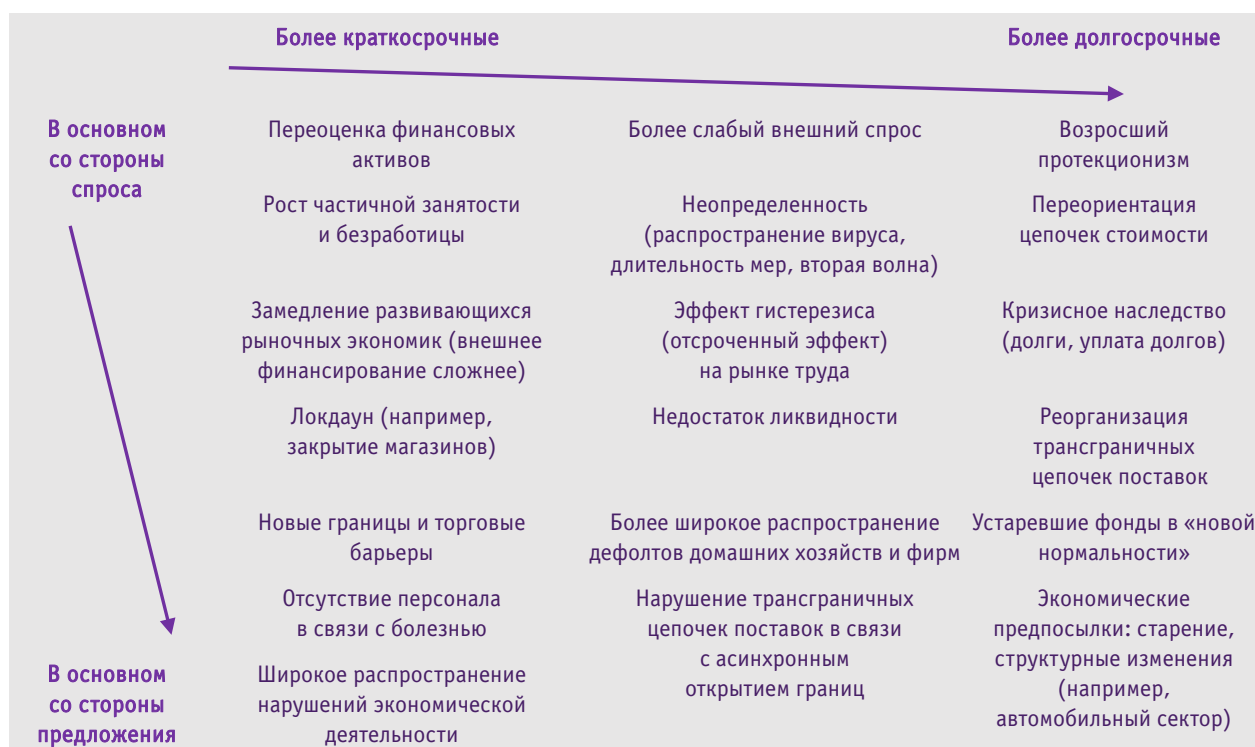 Более краткосрочные
Более долгосрочные
В основном
со стороны
спроса
Переоценка финансовых
активов
Более слабый внешний спрос
Возросший
протекционизм
Рост частичной занятости
и безработицы
Неопределенность
(распространение вируса,
длительность мер, вторая волна)
Переориентация
цепочек стоимости
Замедление развивающихся
рыночных экономик (внешнее
финансирование сложнее)
Эффект гистерезиса
(отсроченный эффект)
на рынке труда
Кризисное наследство
(долги, уплата долгов)
Локдаун (например,
закрытие магазинов)
Недостаток ликвидности
Реорганизация
трансграничных
цепочек поставок
Новые границы и торговые
барьеры
Более широкое распространение
дефолтов домашних хозяйств и фирм
Устаревшие фонды в «новой
нормальности»
Отсутствие персонала
в связи с болезнью
Нарушение трансграничных
цепочек поставок в связи
с асинхронным
открытием границ
Экономические
предпосылки: старение,
структурные изменения
(например,
автомобильный сектор)
В основном
со стороны
предложения
Широкое распространение
нарушений экономической
деятельности